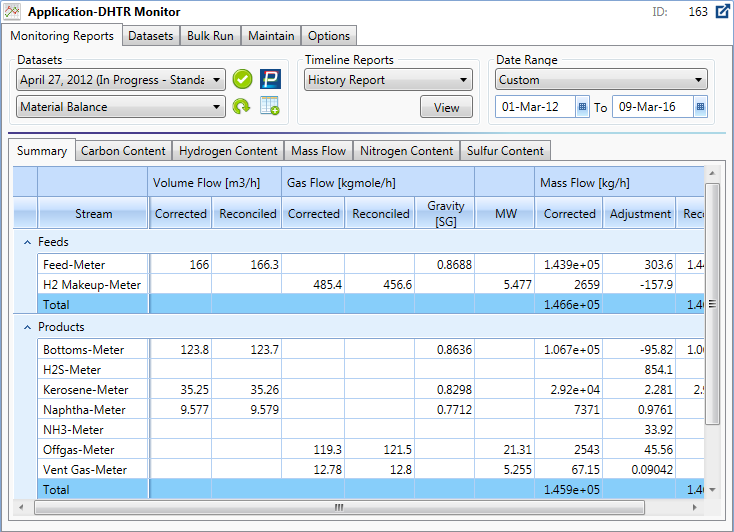 Application-DHTR Monitor ID: 163
Monitoring Reports Datasets Bulk Run Maintain Options
Datasets Timeline Reports Date Range
April 27, 2012 (In Progress - Standa History Report Custom
Material Balance View 01-Mar-12 To 09-Mar-16
Summary Carbon Content Hydrogen Content Mass Flow Nitrogen Content Sulfur Content
Volume Flow [m3/h] Gas Flow [kgmole/h] Mass Flow [kg/h]
Stream Corrected Reconciled Corrected Reconciled Gravity [SG] MW Corrected Adjustment Reco
Feeds
Feed-Meter 166 166.3 0.8688 1.439e+05 303.6 1.44
H2 Makeup-Meter 485.4 456.6 5.477 2659 -157.9
Total 1.466e+05 1.46
Products
Bottoms-Meter 123.8 123.7 0.8636 1.067e+05 -95.82 1.06
H2S-Meter 854.1
Kerosene-Meter 35.25 35.26 0.8298 2.92e+04 2.281 2.9
Naphtha-Meter 9.577 9.579 0.7712 7371 0.9761
NH3-Meter 33.92
Offgas-Meter 119.3 121.5 21.31 2543 45.56
Vent Gas-Meter 12.78 12.8 5.255 67.15 0.09042
Total 1.459e+05 1.46